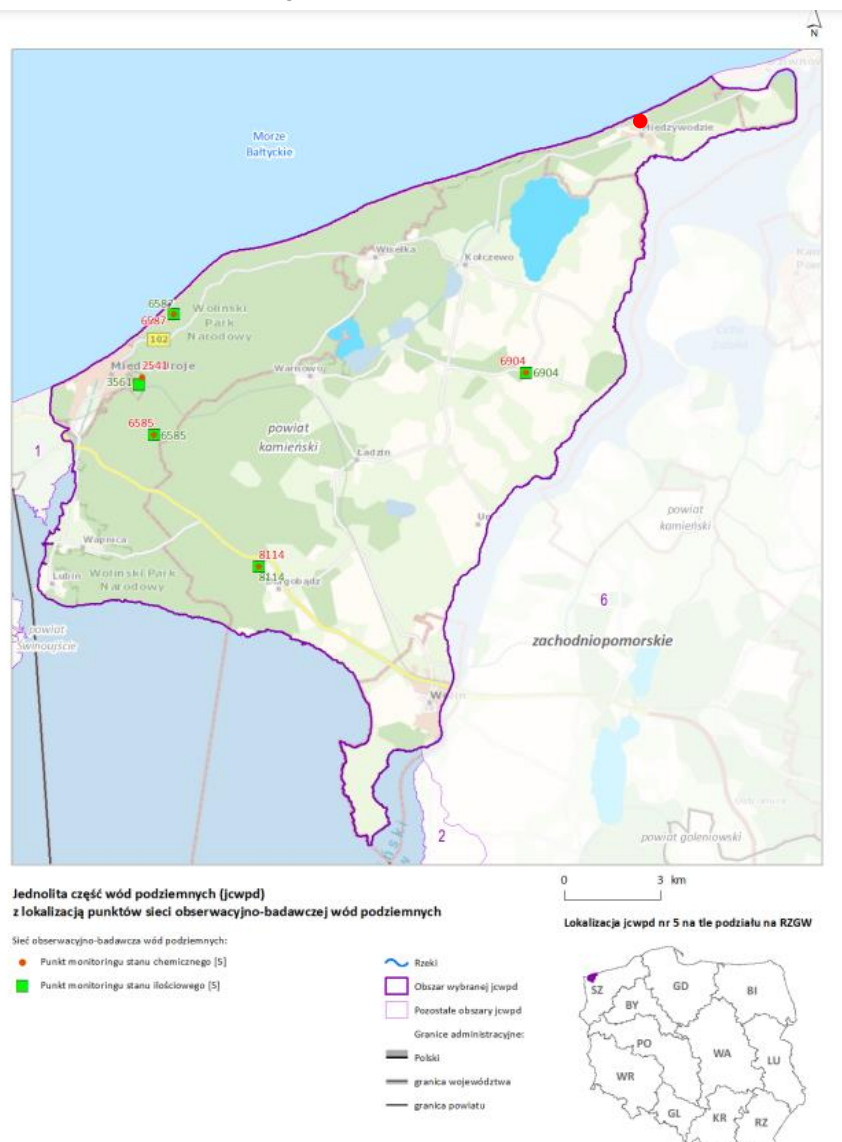 N
Morze
Bałtyckie
Międzywodzie
Wisełka
Kołczewo
6587
6987
Woliński
Park
Narodowy
102
2541
3561
Warnowo
6904
6904
6585
6585
powiat
kamieński
1
Ładzin
powiat
kamieński
Wapnica
8114
8114
Lubin
Woliński Park
Narodowy
6
powiat
Świnoujście
zachodniopomorskie
Wolin
2
powiat goleniowski
Jednolita część wód podziemnych (jcwpd)
z lokalizacją punktów sieci obserwacyjno-badawczej wód podziemnych
0 3 km
Lokalizacja jcwpd nr 5 na tle podziału na RZGW
Sieć obserwacyjno-badawcza wód podziemnych:
Punkt monitoringu stanu chemicznego [5]
Punkt monitoringu stanu ilościowego [5]
Rzeki
Obszar wybranej jcwpd
Pozostałe obszary jcwpd
Granice administracyjne:
Polski
granica województwa
granica powiatu
SZ
GD
BI
BY
PO
WA
WR
LU
GL
KR
RZ